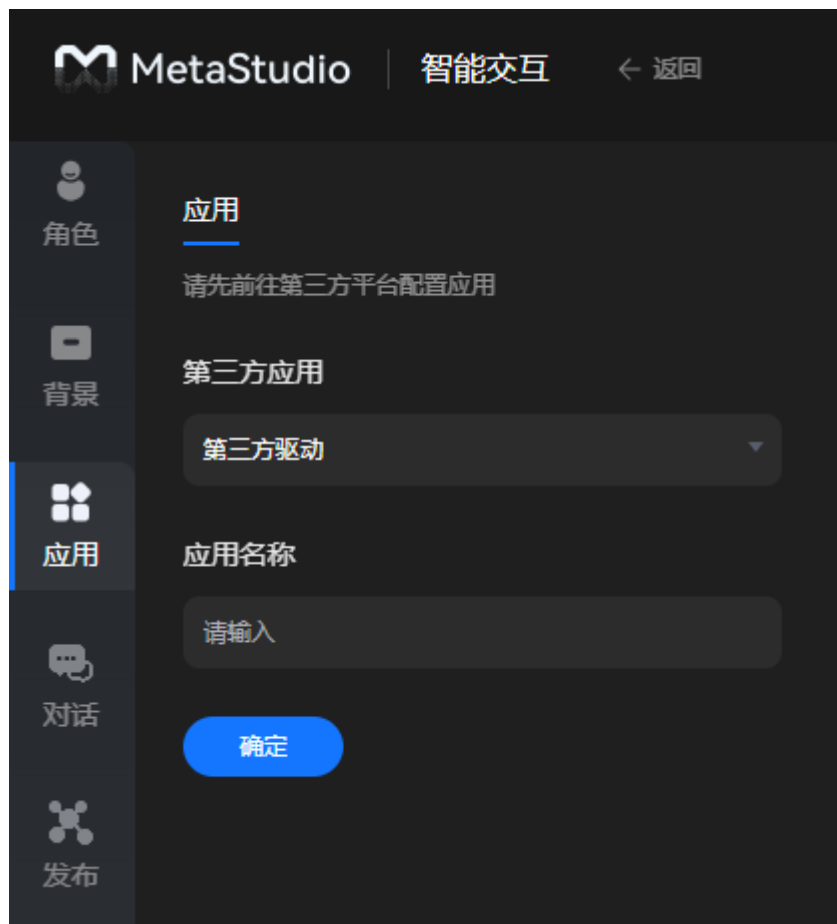 MetaStudio 智能交互 ← 返回
角色
背景
应用
对话
发布
应用
请先前往第三方平台配置应用
第三方应用
第三方驱动
应用名称
请输入
确定